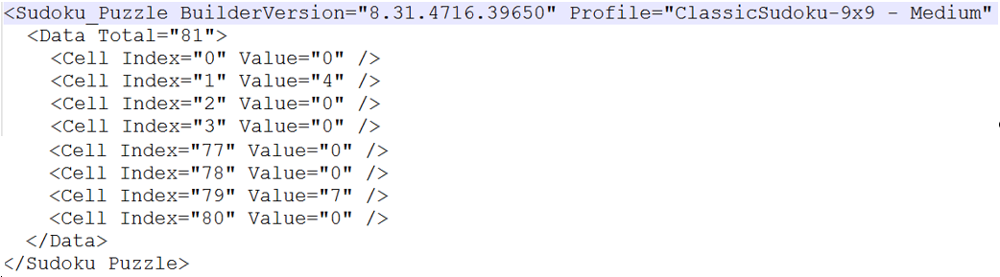 <Sudoku_Puzzle BuilderVersion="8.31.4716.39650" Profile="ClassicSudoku-9x9 - Medium"
<Data Total="81">
<Cell Index="0" Value="0" />
<Cell Index="1" Value="4" />
<Cell Index="2" Value="0" />
<Cell Index="3" Value="0" />
<Cell Index="77" Value="0" />
<Cell Index="78" Value="0" />
<Cell Index="79" Value="7" />
<Cell Index="80" Value="0" />
</Data>
</Sudoku Puzzle>